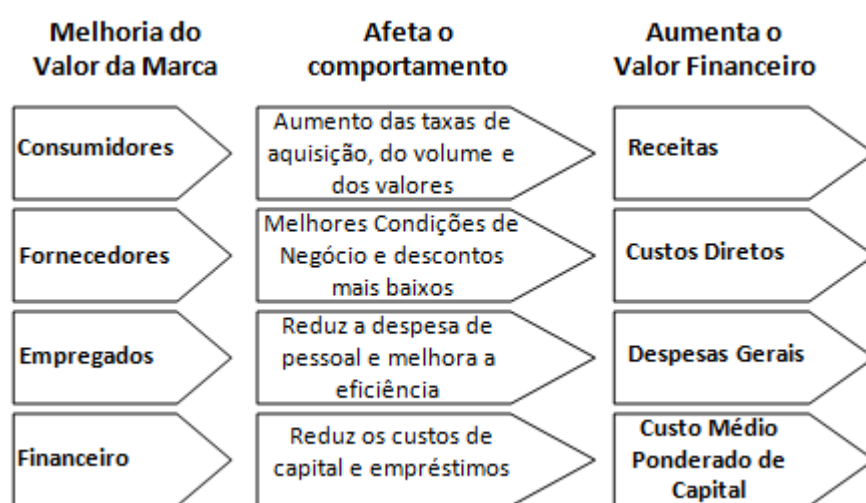 Melhoria do
Valor da Marca
Afeta o
comportamento
Aumenta o
Valor Financeiro
Consumidores
Aumento das taxas de
aquisição, do volume e
dos valores
Receitas
Fornecedores
Melhores Condições de
Negócio e descontos
mais baixos
Custos Diretos
Empregados
Reduz a despesa de
pessoal e melhora a
eficiência
Despesas Gerais
Financeiro
Reduz os custos de
capital e empréstimos
Custo Médio
Ponderado de
Capital